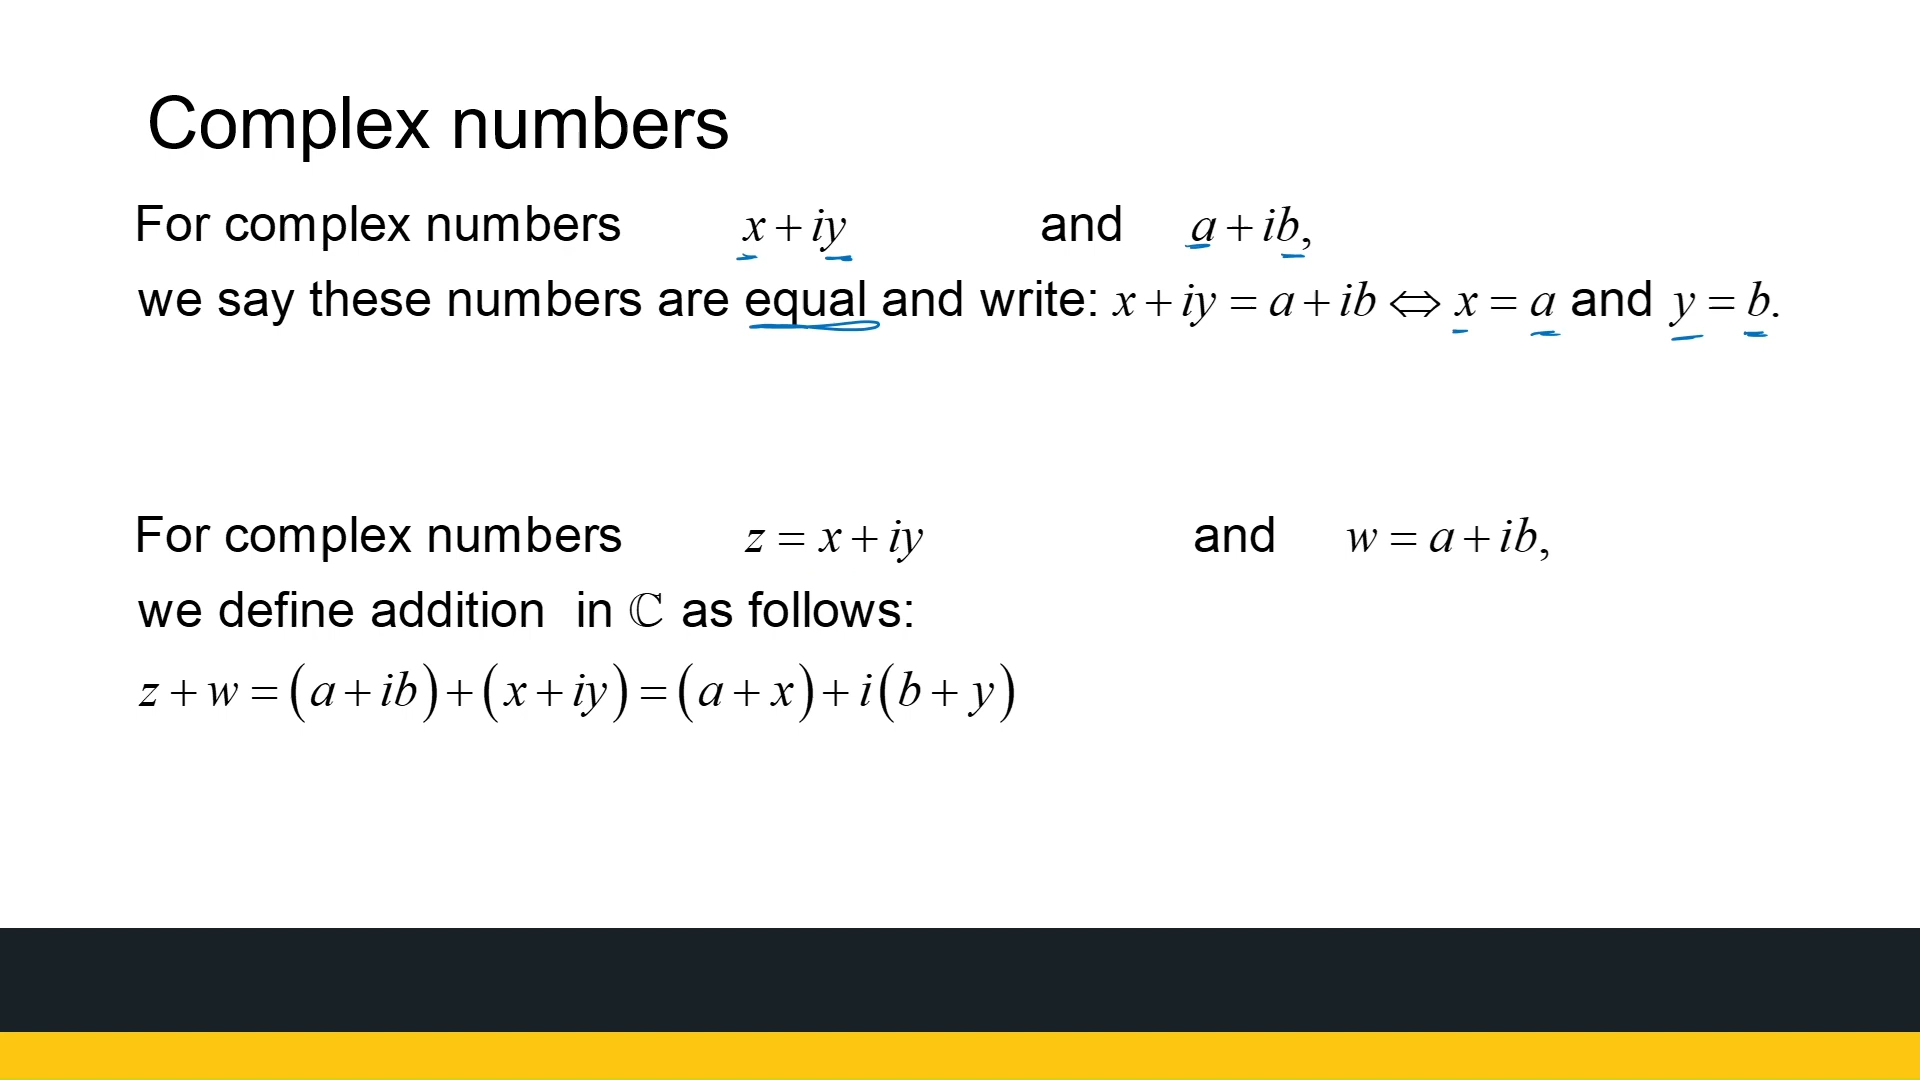 Complex numbers
For complex numbers x + iy and a + ib,
we say these numbers are equal and write: x + iy = a + ib ⇔ x = a and y = b.
For complex numbers z = x + iy and w = a + ib,
we define addition in ℂ as follows:
z + w = (a + ib) + (x + iy) = (a + x) + i(b + y)